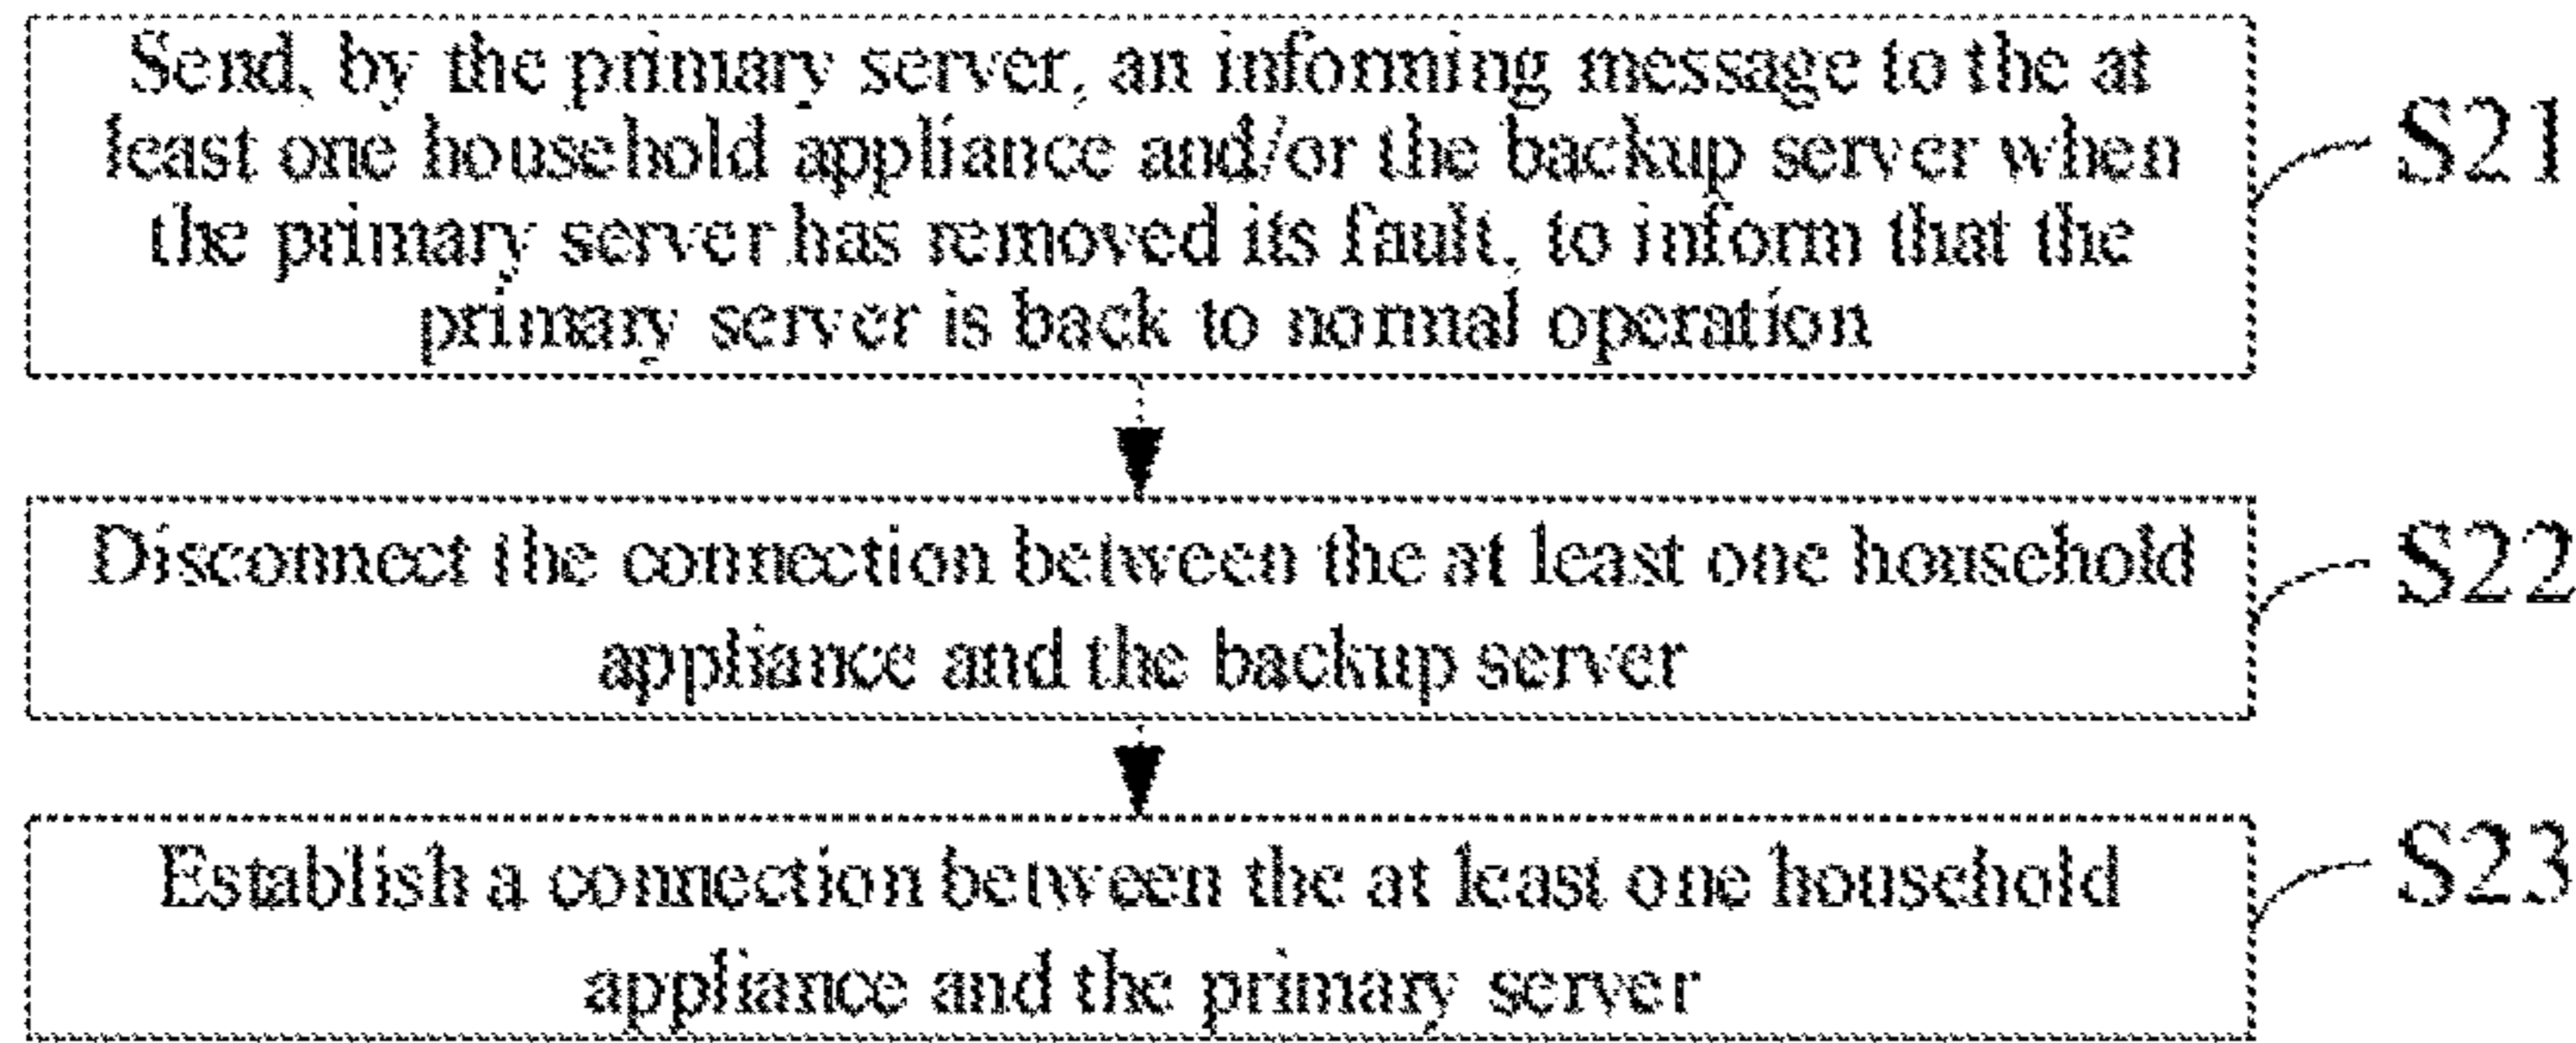 Send, by the primary server, an informing message to the at
least one household appliance and/or the backup server when
the primary server has removed its fault, to inform that the
primary server is back to normal operation
S21
Disconnect the connection between the at least one household
appliance and the backup server
S22
Establish a connection between the at least one household
appliance and the primary server
S23